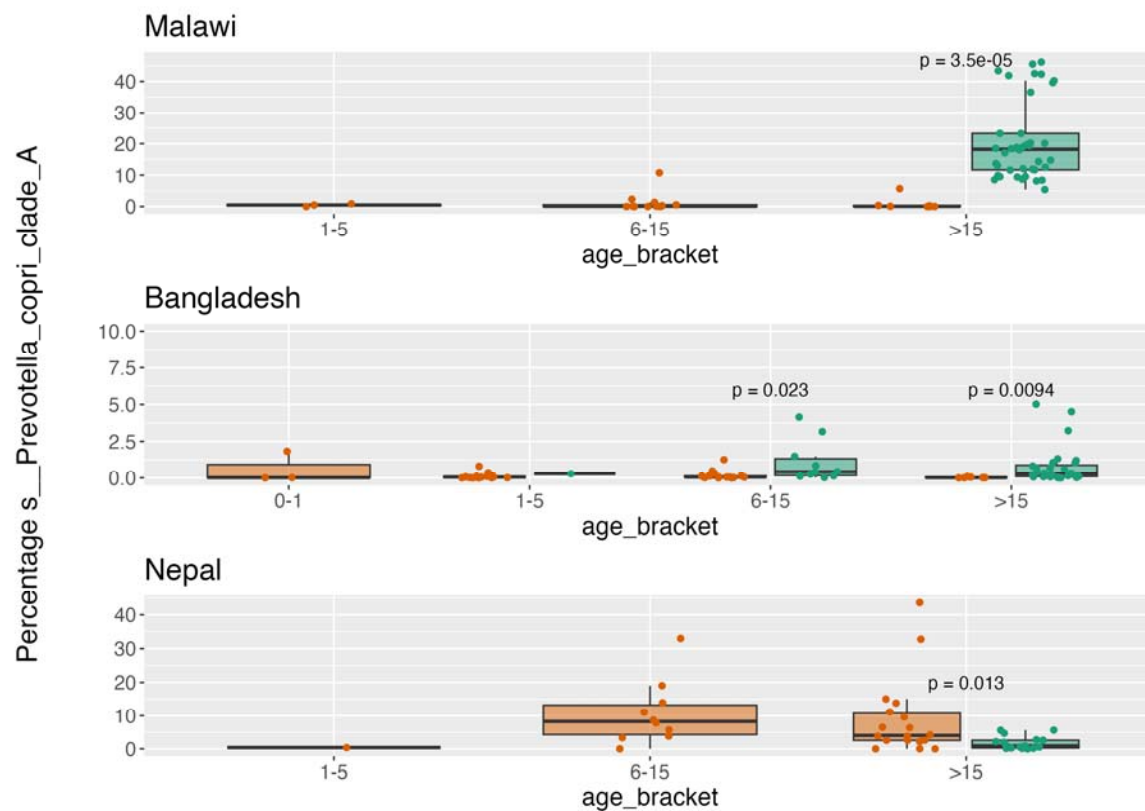 Malawi
p = 3.5e-05
40
30
20
10
0
1-5 6-15 >15
age_bracket
Bangladesh
10.0
7.5
p = 0.023 p = 0.0094
5.0
2.5
0.0
0-1 1-5 6-15 >15
age_bracket
Nepal
40
30
20
p = 0.013
10
0
1-5 6-15 >15
age_bracket
Percentage s__Prevotella_copri_clade_A